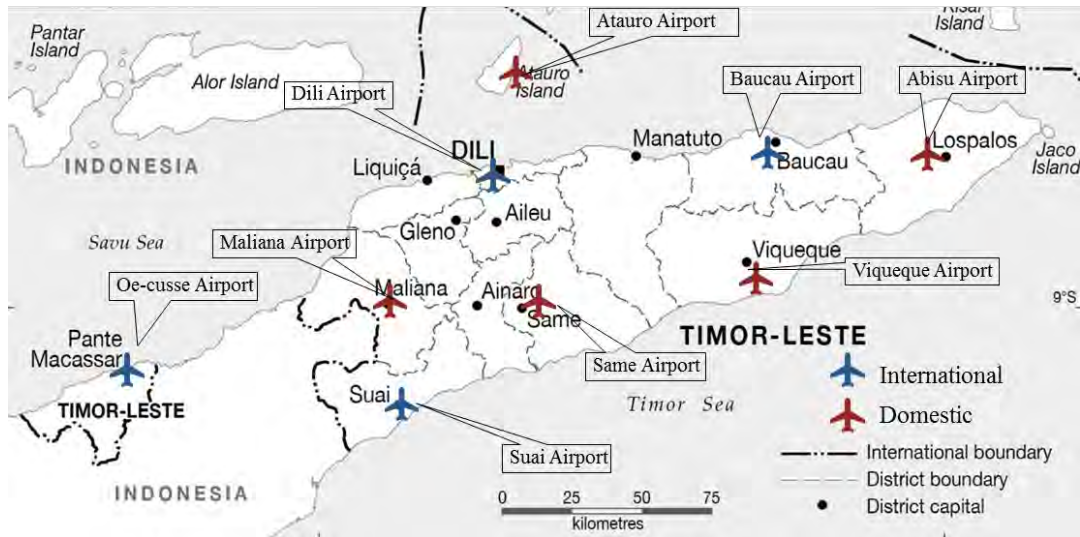 Pantar
Island
Alor Island
Atauro Airport
Atauro
Island
Dili Airport
Baucau Airport
Abisu Airport
INDONESIA
Liquiçá
DILI
Manatuto
Baucau
Lospalos
Jaco
Island
Gleno
Aileu
Savu Sea
Maliana Airport
Viqueque
Viqueque Airport
Oe-cusse Airport
Maliana
Ainaro
Same
9°S
Pante
Macassar
TIMOR-LESTE
Same Airport
International
TIMOR-LESTE
Suai
Timor Sea
Domestic
International boundary
Suai Airport
District boundary
INDONESIA
0 25 50 75
kilometres
District capital